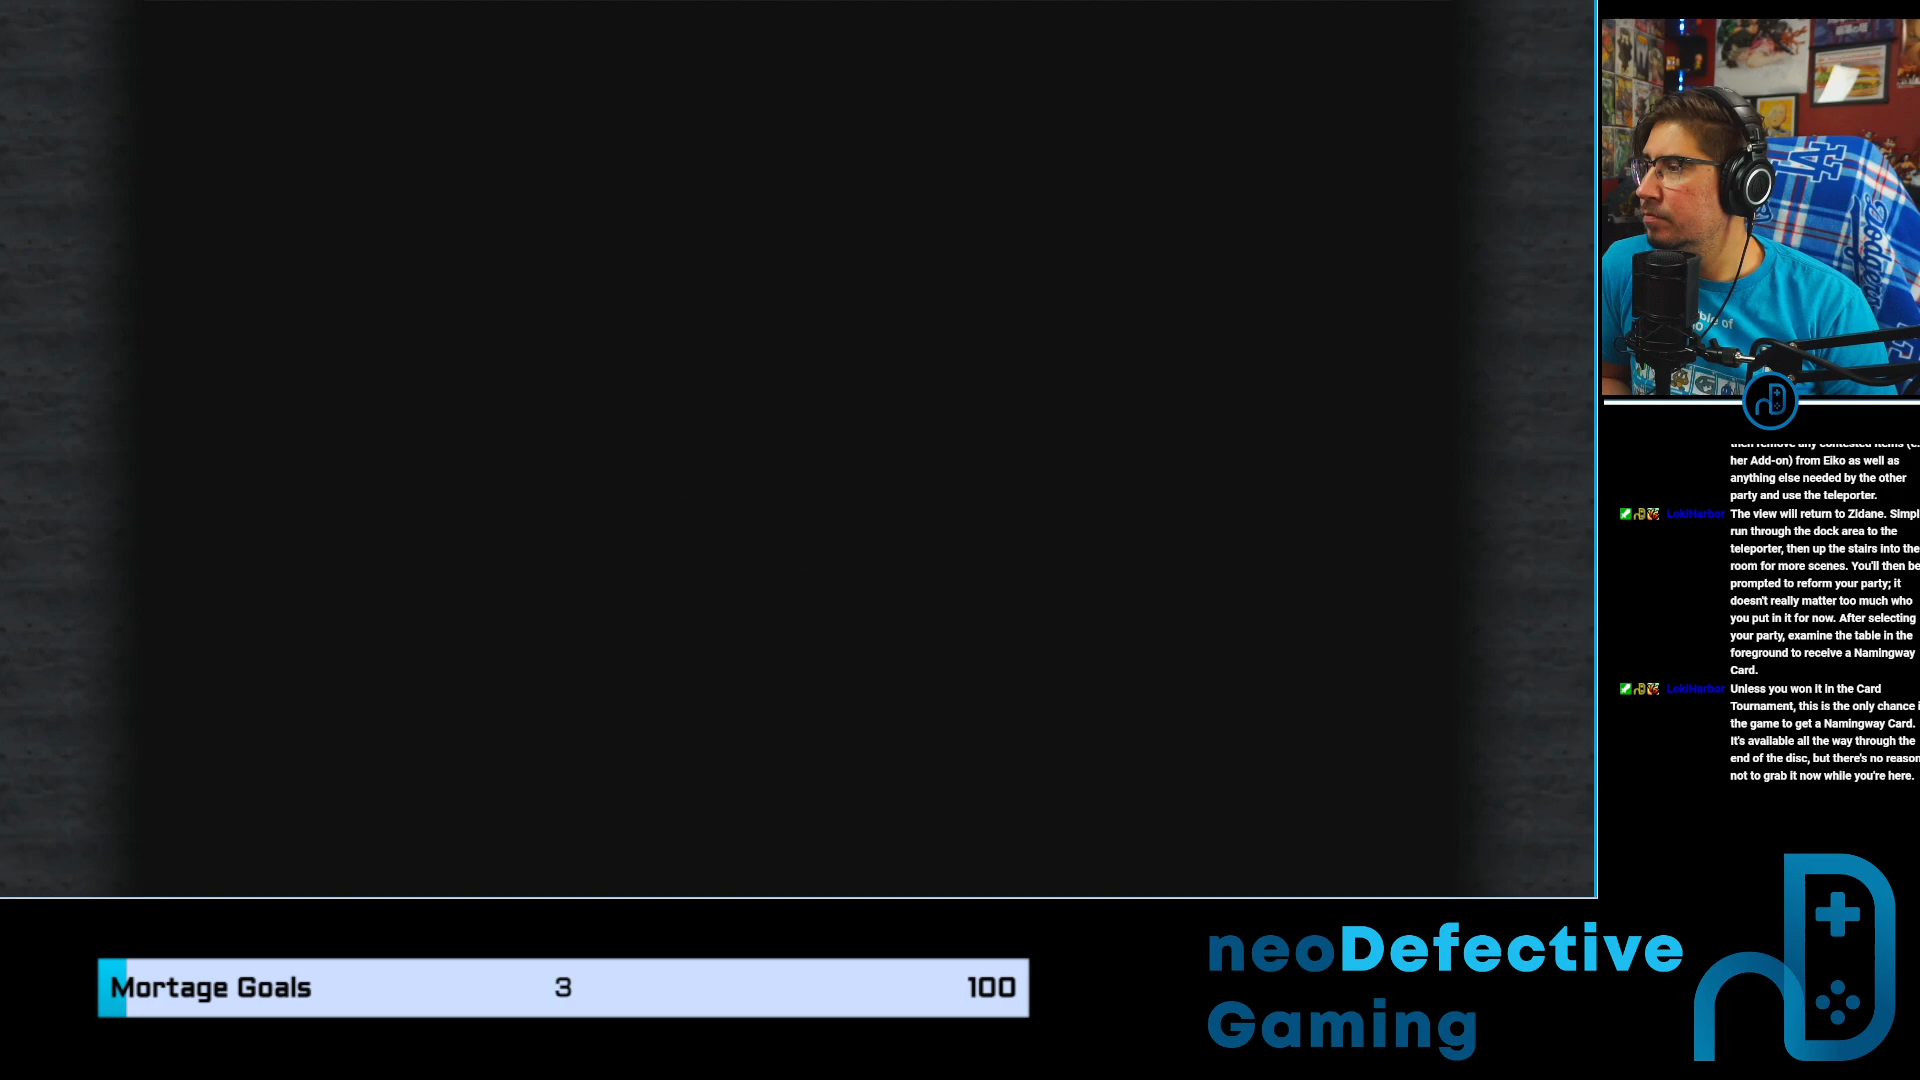 her Add-on) from Eiko as well as
anything else needed by the other
party and use the teleporter.
LokiHarbor The view will return to Zidane. Simpl
run through the dock area to the
teleporter, then up the stairs into the
room for more scenes. You'll then be
prompted to reform your party; it
doesn't really matter too much who
you put in it for now. After selecting
your party, examine the table in the
foreground to receive a Namingway
Card.
LokiHarbor Unless you won it in the Card
Tournament, this is the only chance i
the game to get a Namingway Card.
It's available all the way through the
end of the disc, but there's no reason
not to grab it now while you're here.
Dodgers
LA
Mortage Goals 3 100
neoDefective
Gaming